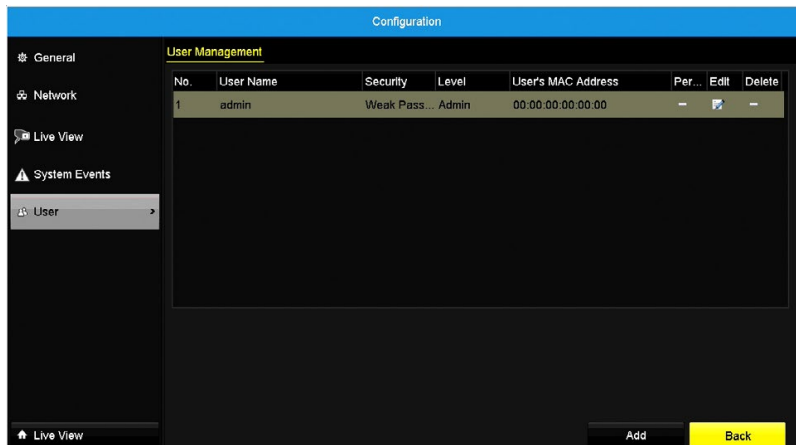 Configuration
General
Network
Live View
System Events
User >
Live View
User Management
No. User Name Security Level User's MAC Address Per... Edit Delete
1 admin Weak Pass... Admin 00:00:00:00:00:00 – –
Add Back